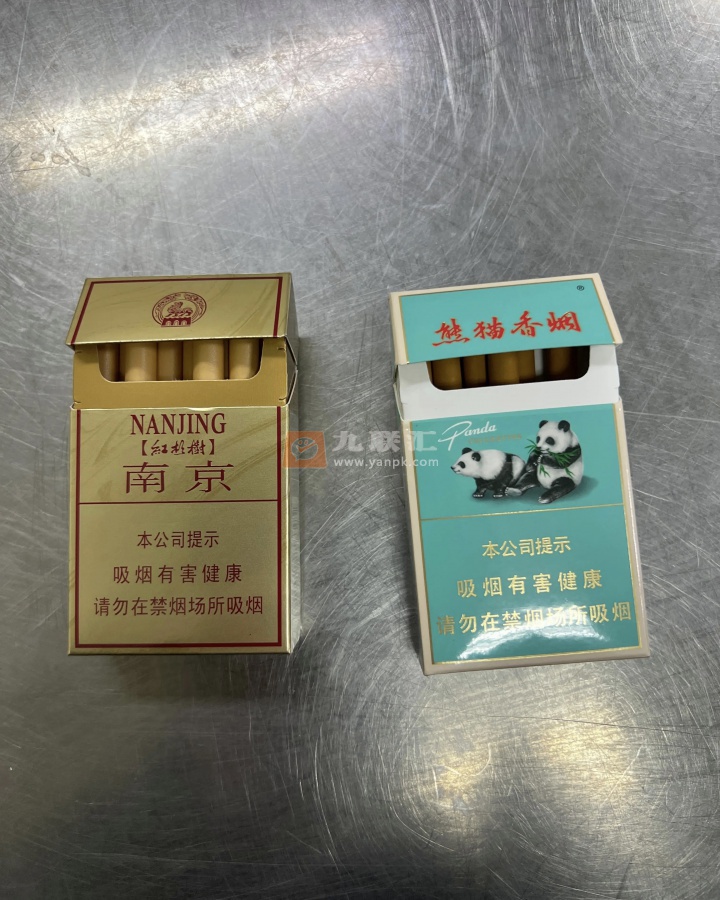 NANJING
【紅杉樹】
南京
本公司提示
吸烟有害健康
请勿在禁烟场所吸烟
®
熊猫香烟
Panda
本公司提示
吸烟有害健康
请勿在禁烟场所吸烟
九联汇
www.yanpk.com